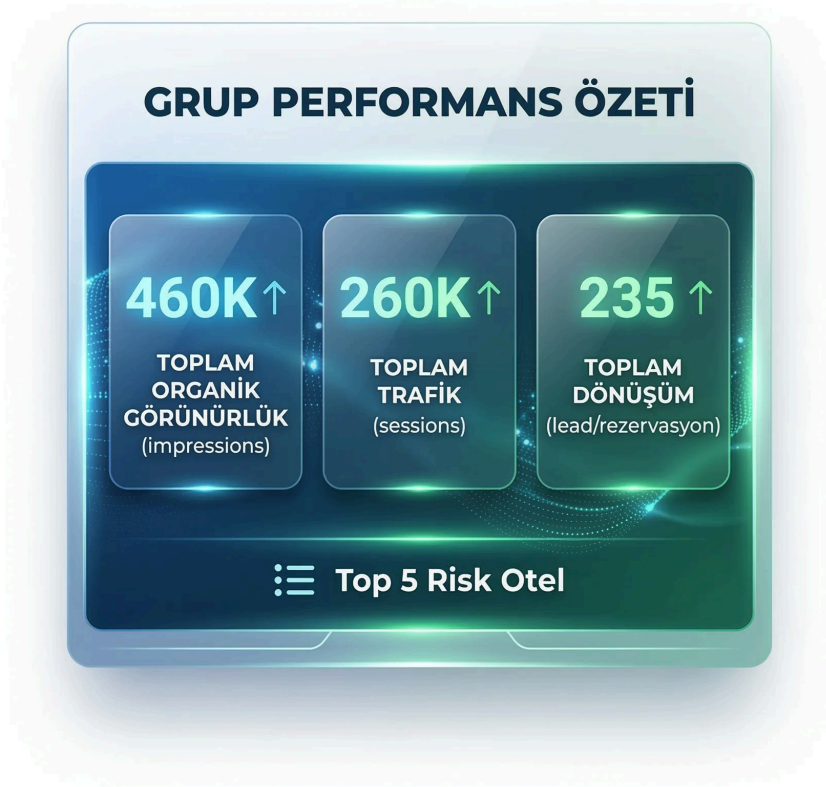 GRUP PERFORMANS ÖZETİ
460K↑
TOPLAM
ORGANİK
GÖRÜNÜRLÜK
(impressions)
260K↑
TOPLAM
TRAFİK
(sessions)
235 ↑
TOPLAM
DÖNÜŞÜM
(lead/rezervasyon)
Top 5 Risk Otel